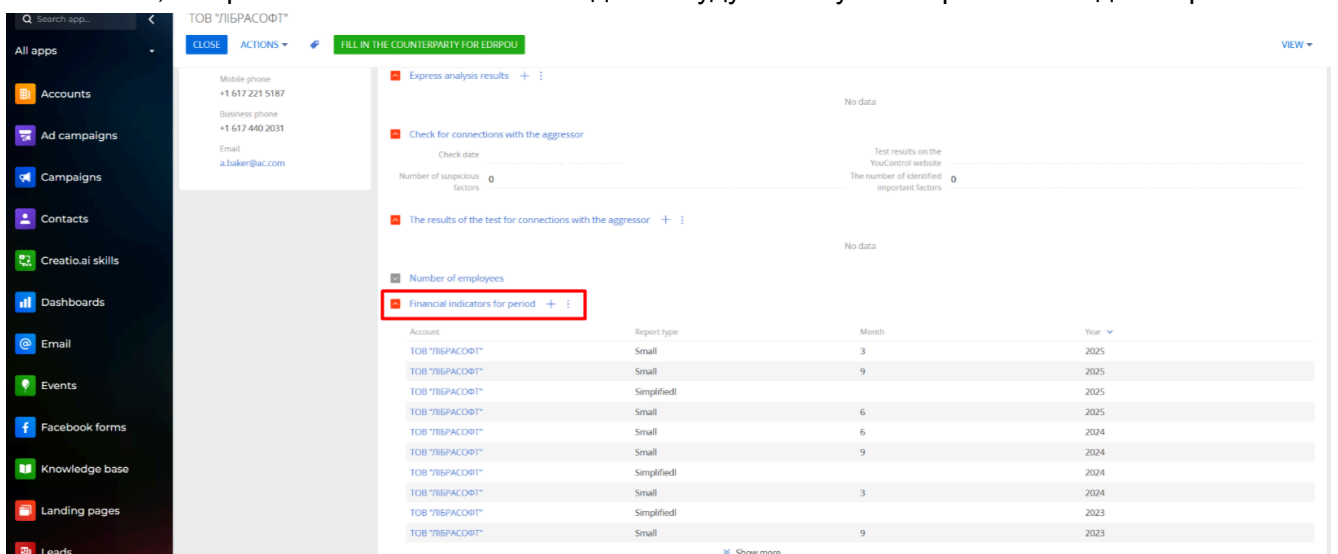 Search app...
ТОВ "ЛІБРАСОФТ"
All apps
CLOSE
ACTIONS
FILL IN THE COUNTERPARTY FOR EDRPOU
VIEW
Accounts
Ad campaigns
Campaigns
Contacts
Creatio.ai skills
Dashboards
Email
Events
Facebook forms
Knowledge base
Landing pages
Leads
Mobile phone
+1 617 221 5187
Business phone
+1 617 440 2031
Email
a.baker@ac.com
Express analysis results
No data
Check for connections with the aggressor
Check date
Test results on the
YouControl website
Number of suspicious
factors
0
The number of identified
important factors
0
The results of the test for connections with the aggressor
No data
Number of employees
Financial indicators for period
Account Report type Month Year
ТОВ "ЛІБРАСОФТ" Small 3 2025
ТОВ "ЛІБРАСОФТ" Small 9 2025
ТОВ "ЛІБРАСОФТ" Simplifiedl 2025
ТОВ "ЛІБРАСОФТ" Small 6 2025
ТОВ "ЛІБРАСОФТ" Small 6 2024
ТОВ "ЛІБРАСОФТ" Small 9 2024
ТОВ "ЛІБРАСОФТ" Simplifiedl 2024
ТОВ "ЛІБРАСОФТ" Small 3 2024
ТОВ "ЛІБРАСОФТ" Simplifiedl 2023
ТОВ "ЛІБРАСОФТ" Small 9 2023
Show more